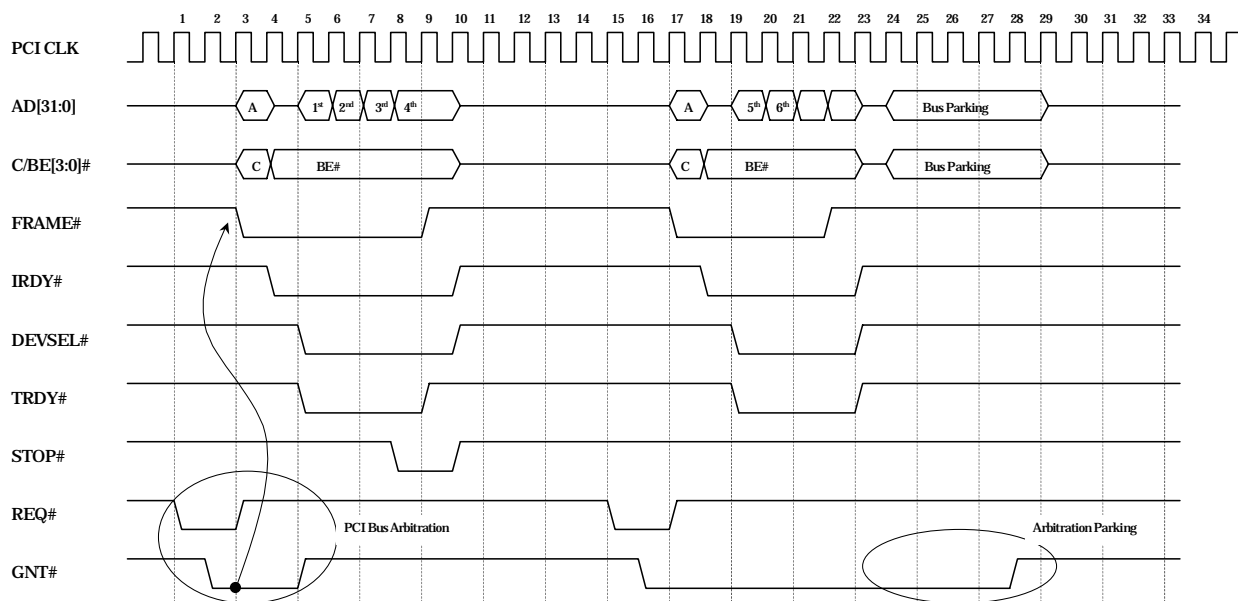 1 2 3 4 5 6 7 8 9 10 11 12 13 14 15 16 17 18 19 20 21 22 23 24 25 26 27 28 29 30 31 32 33 34
PCI CLK
AD[31:0] A 1st 2nd 3rd 4th A 5th 6th Bus Parking
C/BE[3:0]# C BE# C BE# Bus Parking
FRAME#
IRDY#
DEVSEL#
TRDY#
STOP#
REQ#
PCI Bus Arbitration Arbitration Parking
GNT#